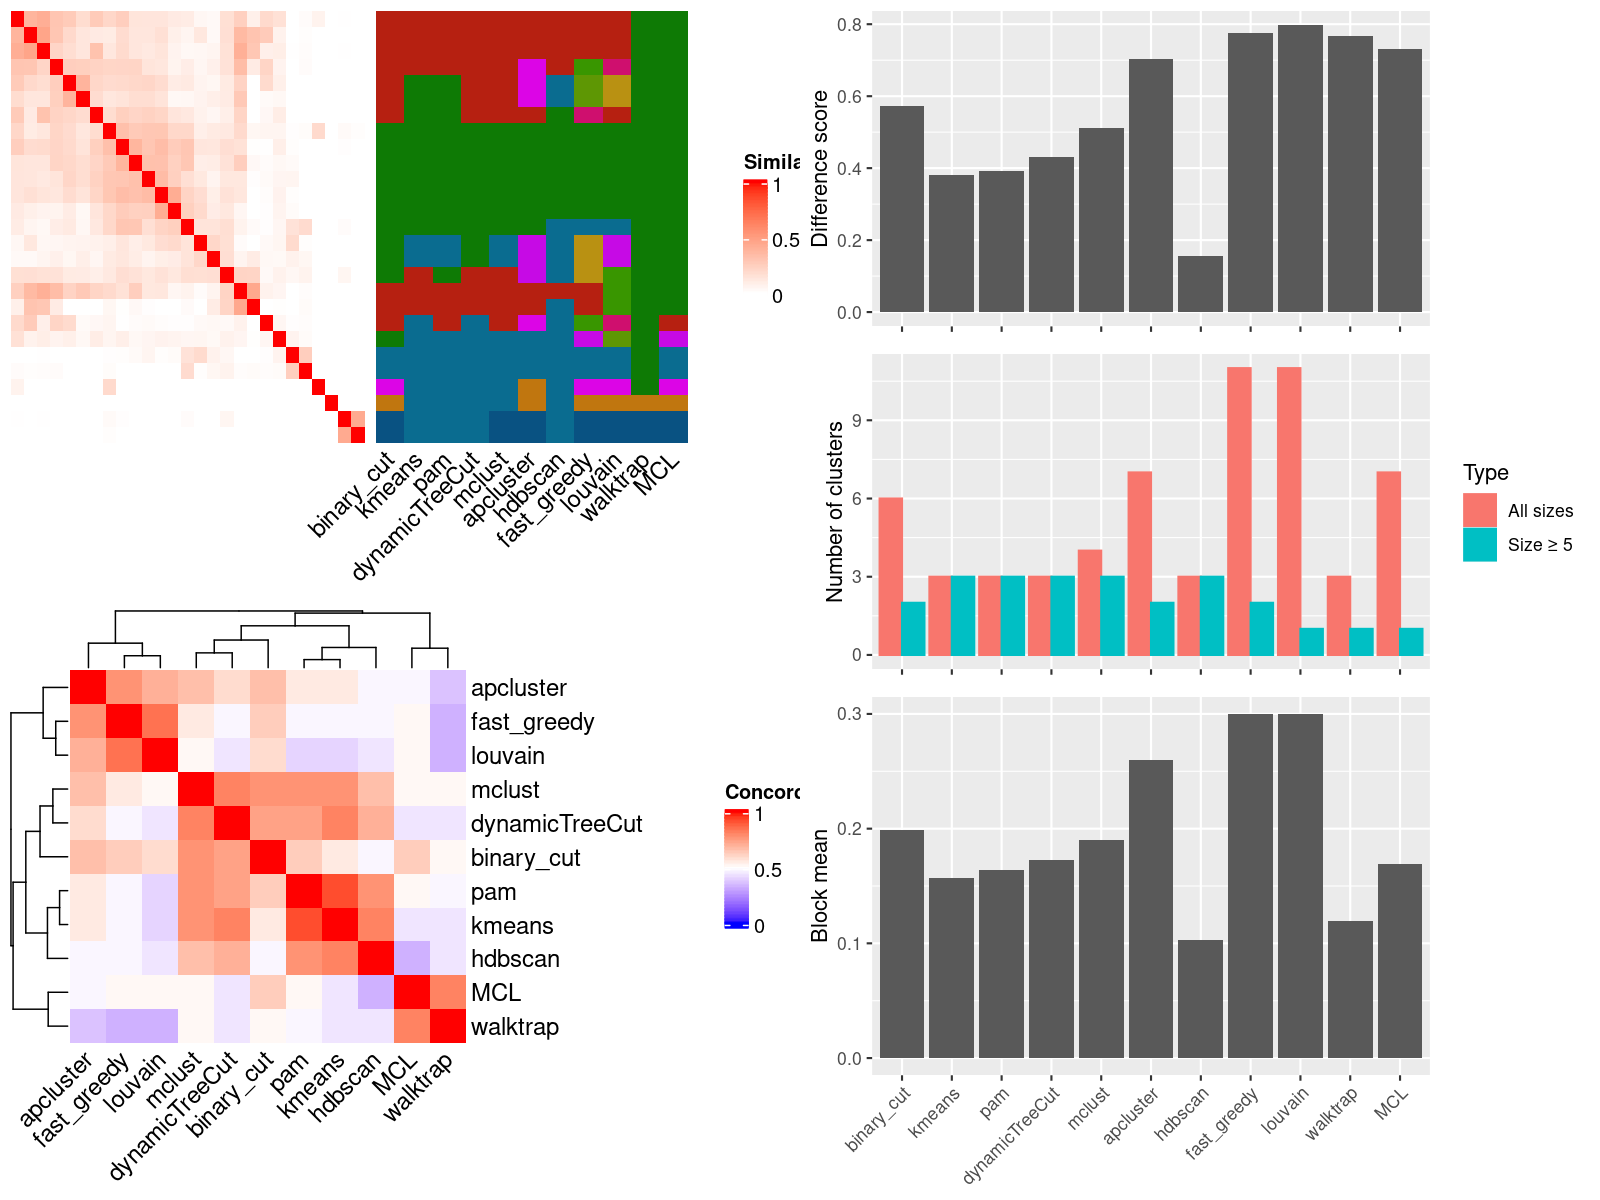 Simila
1
0.5
0
binary_cut
kmeans
pam
dynamicTreeCut
mclust
apcluster
hdbscan
fast_greedy
louvain
walktrap
MCL
apcluster
fast_greedy
louvain
mclust
dynamicTreeCut
binary_cut
pam
kmeans
hdbscan
MCL
walktrap
Concord
1
0.5
0
apcluster
fast_greedy
louvain
mclust
dynamicTreeCut
binary_cut
pam
kmeans
hdbscan
MCL
walktrap
Difference score
0.8
0.6
0.4
0.2
0.0
Number of clusters
9
6
3
0
Type
All sizes
Size ≥ 5
Block mean
0.3
0.2
0.1
0.0
binary_cut
kmeans
pam
dynamicTreeCut
mclust
apcluster
hdbscan
fast_greedy
louvain
walktrap
MCL